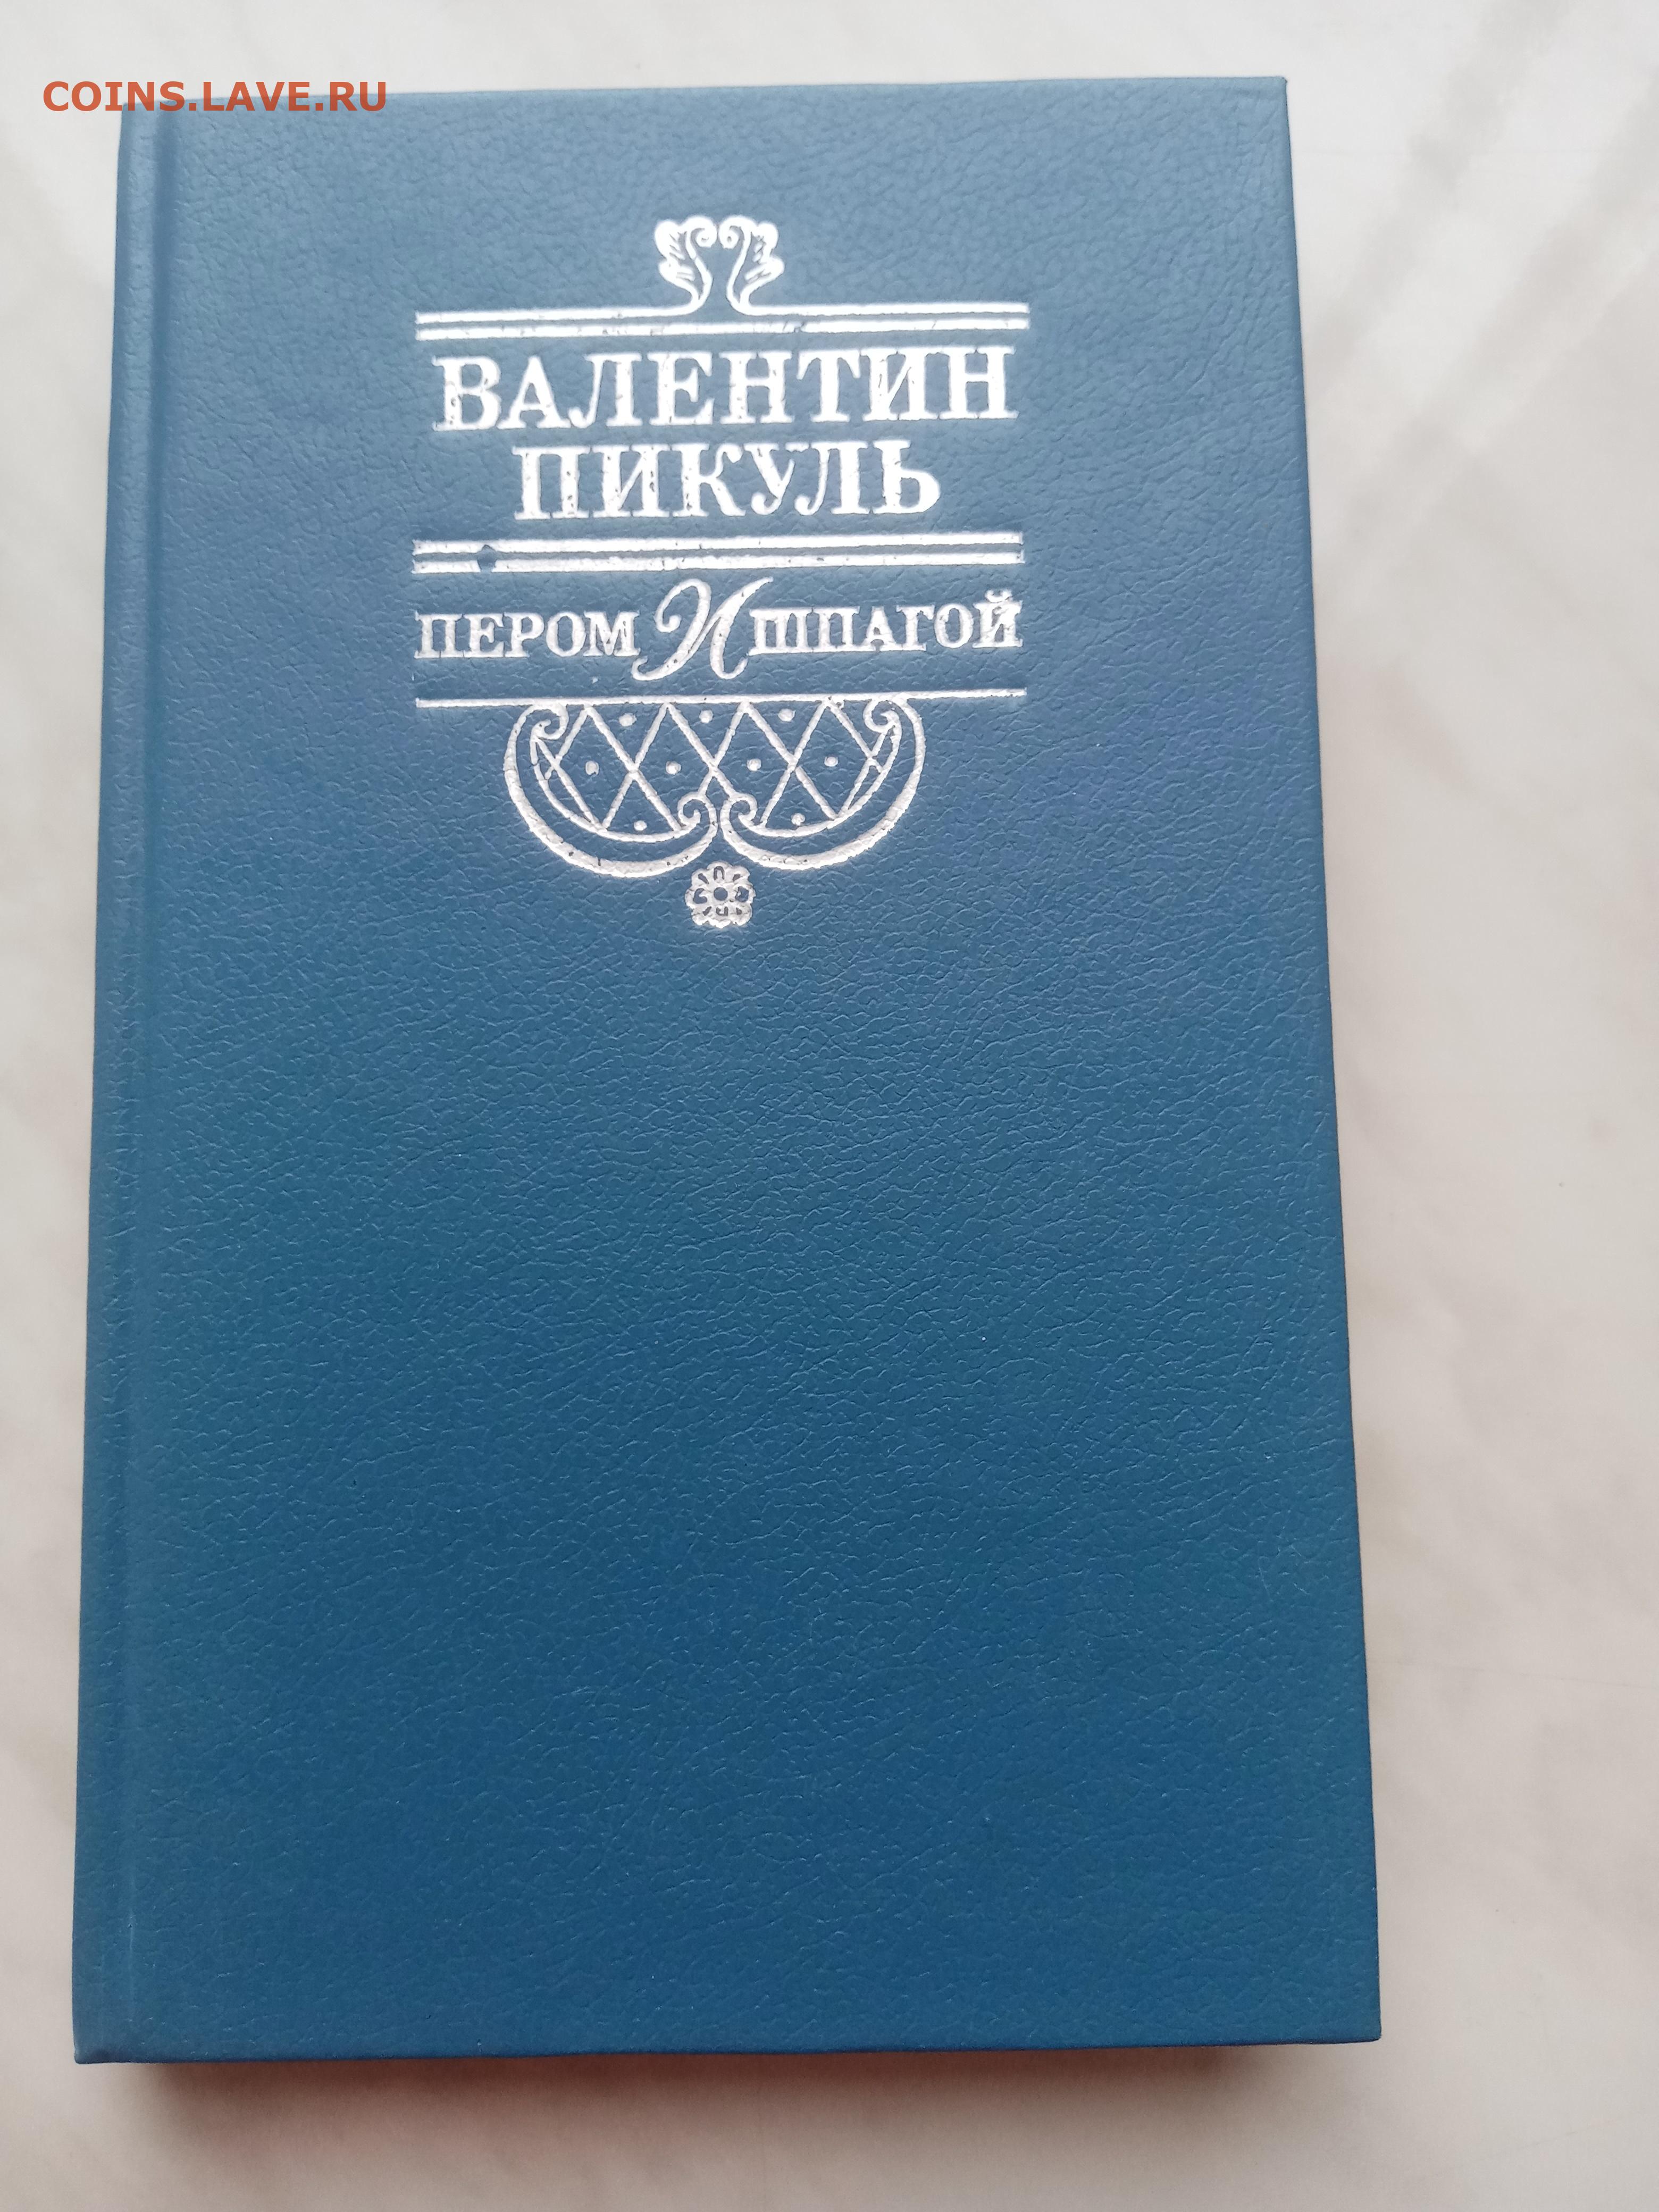 COINS.LAVE.RU
ВАЛЕНТИН
ПИКУЛЬ
ПЕРОМ И ШПАГОЙ